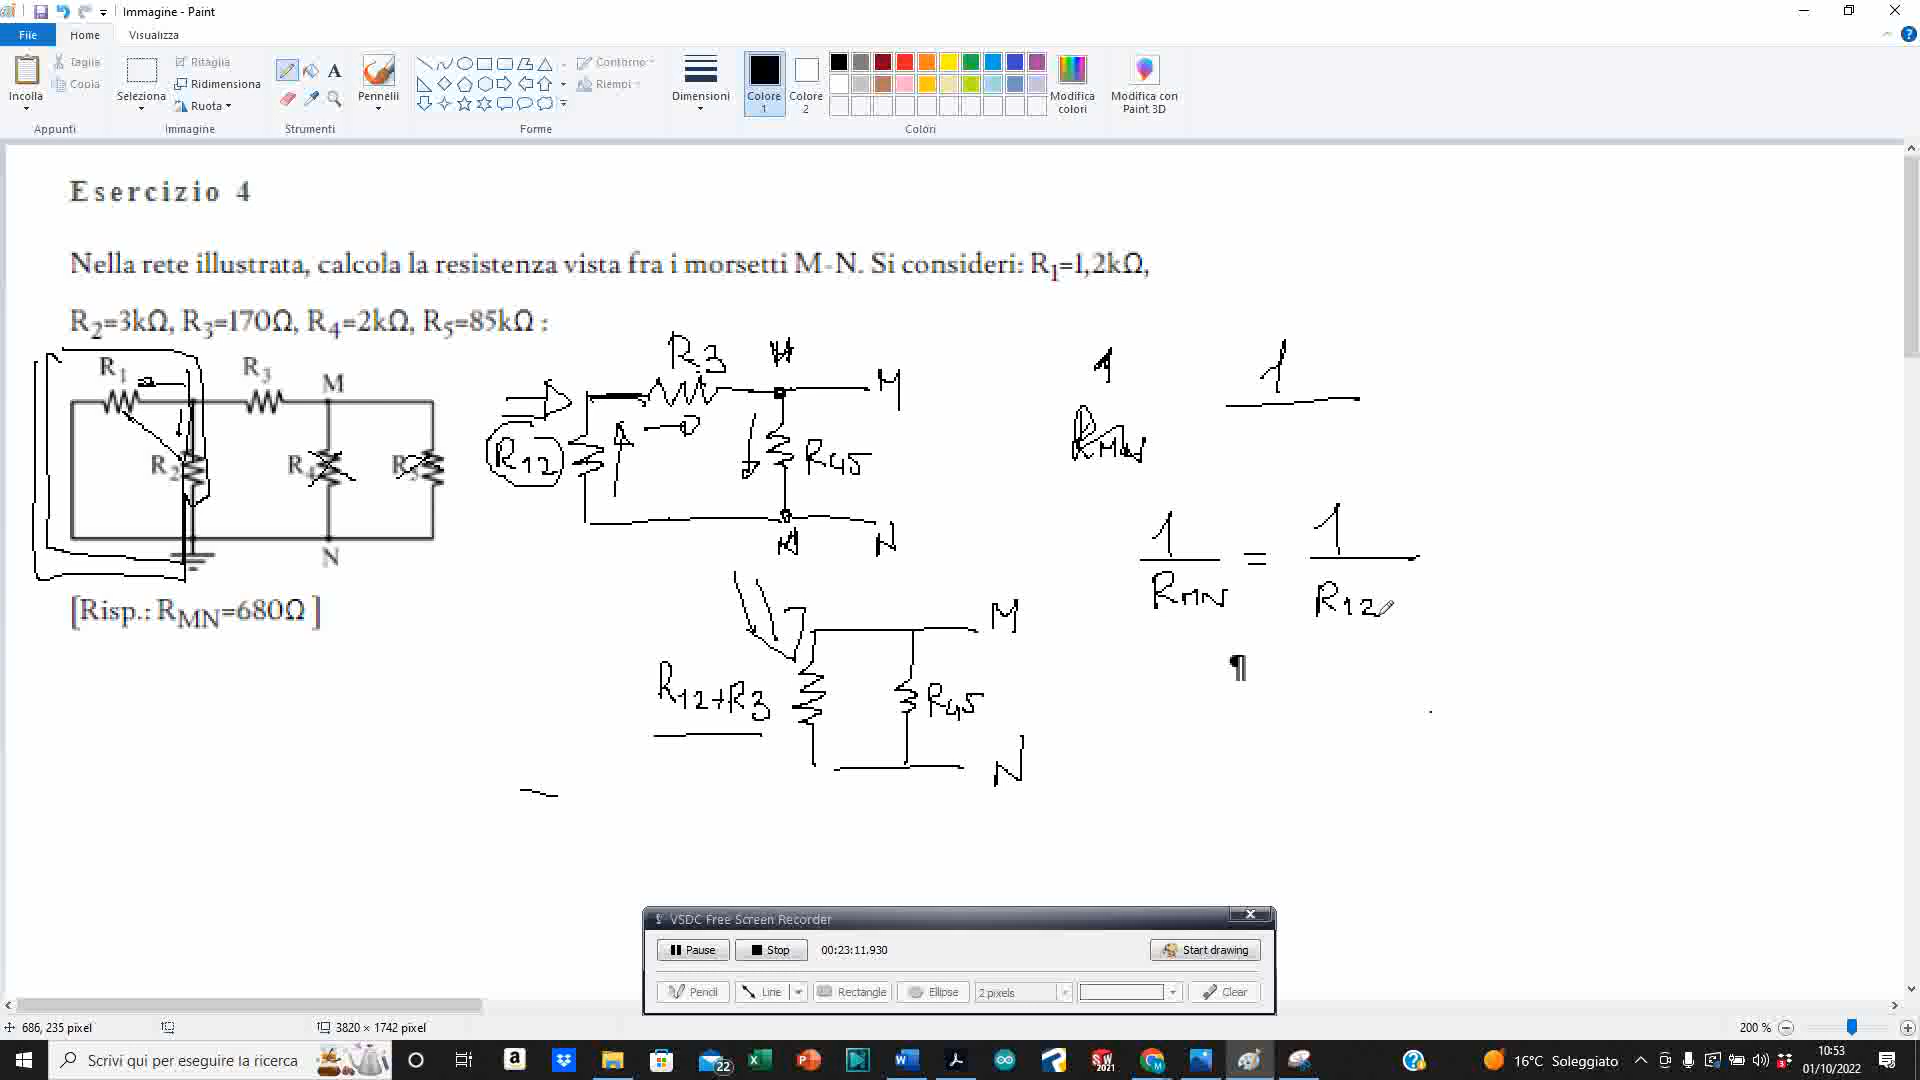 Immagine - Paint
File Home Visualizza
Incolla
Taglia
Copia
Appunti
Seleziona
Ritaglia
Ridimensiona
Ruota
Immagine
A
Strumenti
Pennelli
Contorno
Riempi
Forme
Dimensioni
Colore 1
Colore 2
Modifica colori
Modifica con Paint 3D
Colori
Esercizio 4
Nella rete illustrata, calcola la resistenza vista fra i morsetti M-N. Si consideri: R1=1,2kΩ,
R2=3kΩ, R3=170Ω, R4=2kΩ, R5=85kΩ :
R1 R3 M
R2 R4 R5
N
[Risp.: RMN=680Ω ]
R3 M
R12 R45
N
M
R12+R3 R45
N
1 1
RMN
1 = 1
RMN R12
¶
VSDC Free Screen Recorder
Pause Stop 00:23:11.930 Start drawing
Pencil Line Rectangle Ellipse 2 pixels Clear
686, 235 pixel 3820 × 1742 pixel 200 %
Scrivi qui per eseguire la ricerca
22
SW 2021
16°C Soleggiato
10:53
01/10/2022